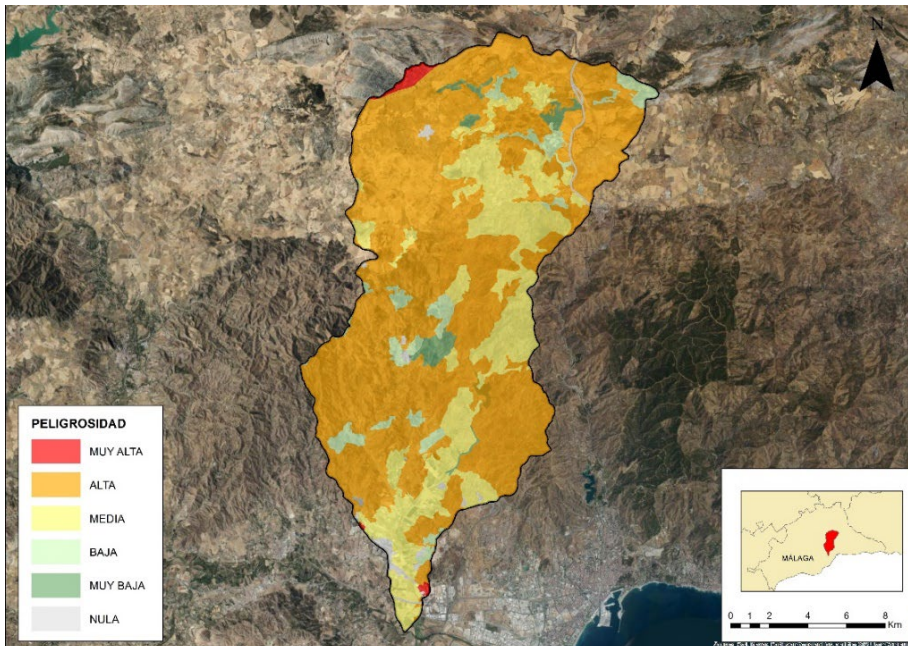 N
PELIGROSIDAD
MUY ALTA
ALTA
MEDIA
BAJA
MUY BAJA
NULA
MÁLAGA
0 1 2 4 6 8
Km